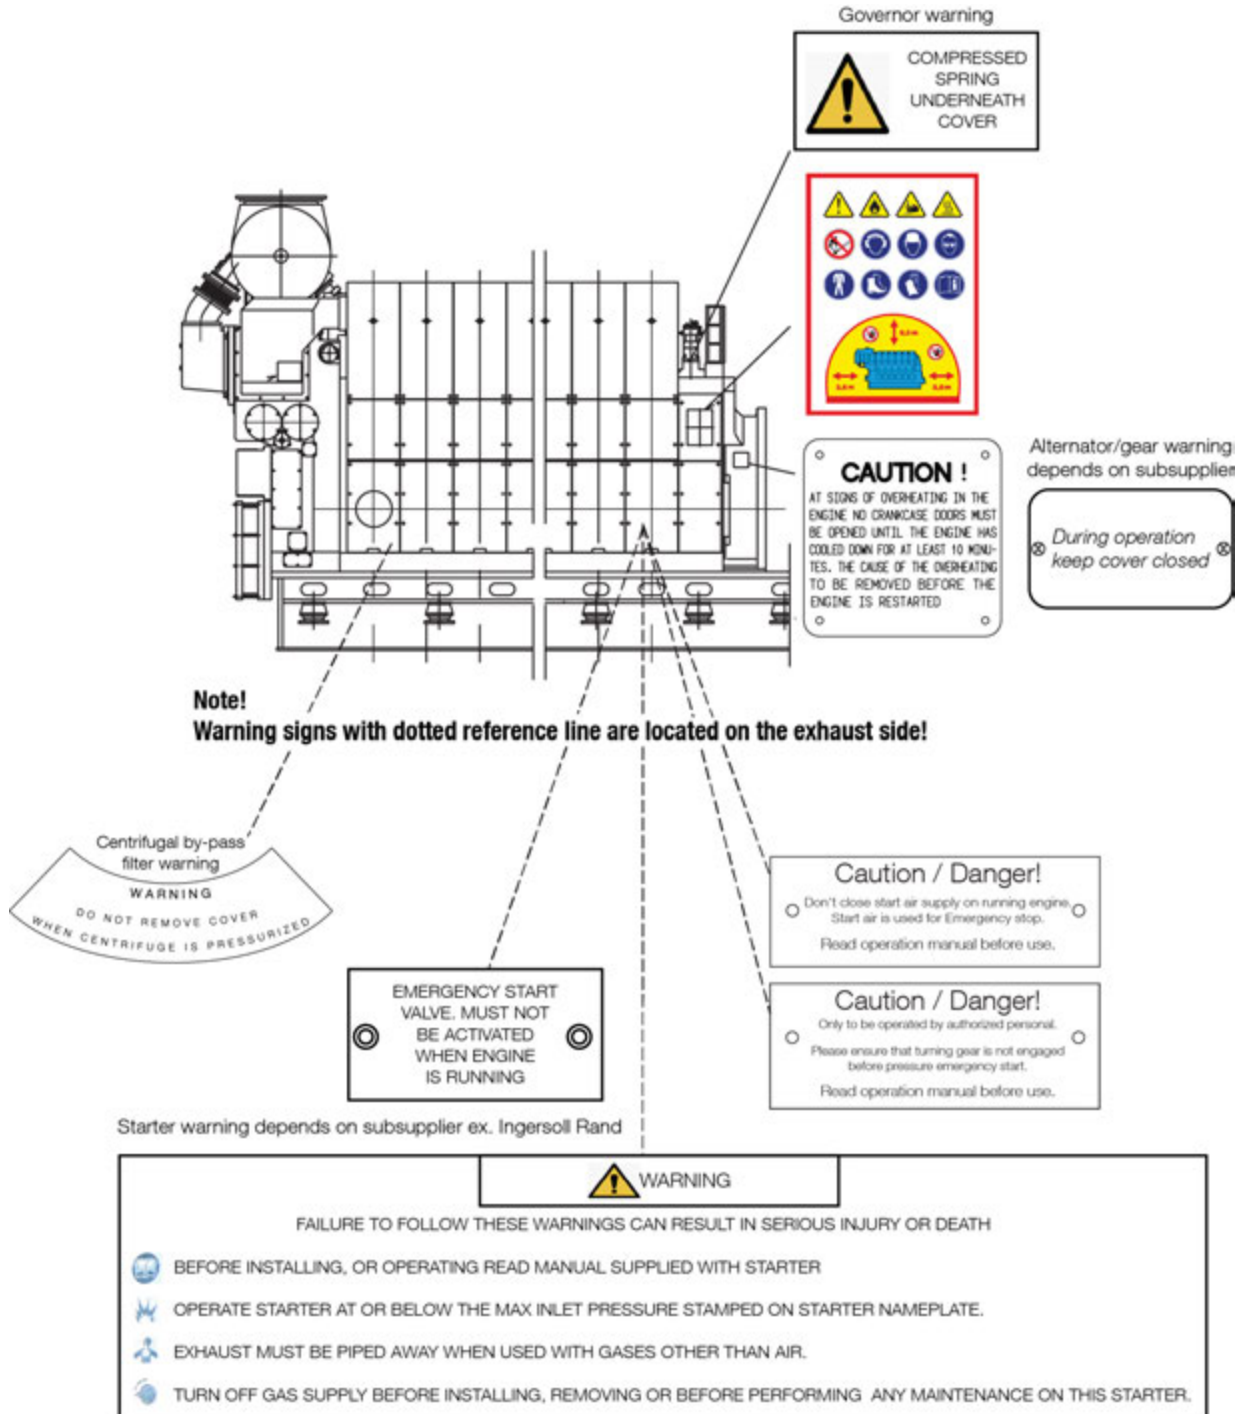 Governor warning
COMPRESSED
SPRING
UNDERNEATH
COVER
CAUTION !
AT SIGNS OF OVERHEATING IN THE
ENGINE NO CRANKCASE DOORS MUST
BE OPENED UNTIL THE ENGINE HAS
COOLED DOWN FOR AT LEAST 10 MINU-
TES. THE CAUSE OF THE OVERHEATING
TO BE REMOVED BEFORE THE
ENGINE IS RESTARTED
Alternator/gear warning
depends on subsupplier
During operation
keep cover closed
Note!
Warning signs with dotted reference line are located on the exhaust side!
Centrifugal by-pass
filter warning
WARNING
DO NOT REMOVE COVER
WHEN CENTRIFUGE IS PRESSURIZED
Caution / Danger!
Don't close start air supply on running engine.
Start air is used for Emergency stop.
Read operation manual before use.
EMERGENCY START
VALVE. MUST NOT
BE ACTIVATED
WHEN ENGINE
IS RUNNING
Caution / Danger!
Only to be operated by authorized personal.
Please ensure that turning gear is not engaged
before pressure emergency start.
Read operation manual before use.
Starter warning depends on subsupplier ex. Ingersoll Rand
WARNING
FAILURE TO FOLLOW THESE WARNINGS CAN RESULT IN SERIOUS INJURY OR DEATH
BEFORE INSTALLING, OR OPERATING READ MANUAL SUPPLIED WITH STARTER
OPERATE STARTER AT OR BELOW THE MAX INLET PRESSURE STAMPED ON STARTER NAMEPLATE.
EXHAUST MUST BE PIPED AWAY WHEN USED WITH GASES OTHER THAN AIR.
TURN OFF GAS SUPPLY BEFORE INSTALLING, REMOVING OR BEFORE PERFORMING ANY MAINTENANCE ON THIS STARTER.